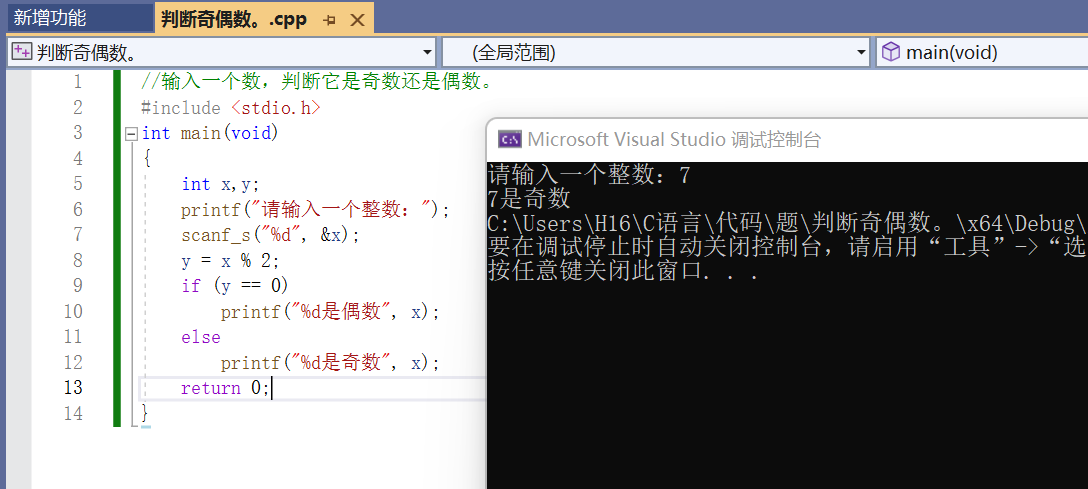 新增功能
判断奇偶数。.cpp
判断奇偶数。
(全局范围)
main(void)
1 //输入一个数，判断它是奇数还是偶数。
2 #include <stdio.h>
3 int main(void)
4 {
5 int x,y;
6 printf("请输入一个整数：");
7 scanf_s("%d", &x);
8 y = x % 2;
9 if (y == 0)
10 printf("%d是偶数", x);
11 else
12 printf("%d是奇数", x);
13 return 0;
14 }
Microsoft Visual Studio 调试控制台
请输入一个整数：7
7是奇数
C:\Users\H16\C语言\代码\题\判断奇偶数。\x64\Debug\
要在调试停止时自动关闭控制台，请启用“工具”->“选
按任意键关闭此窗口. . .